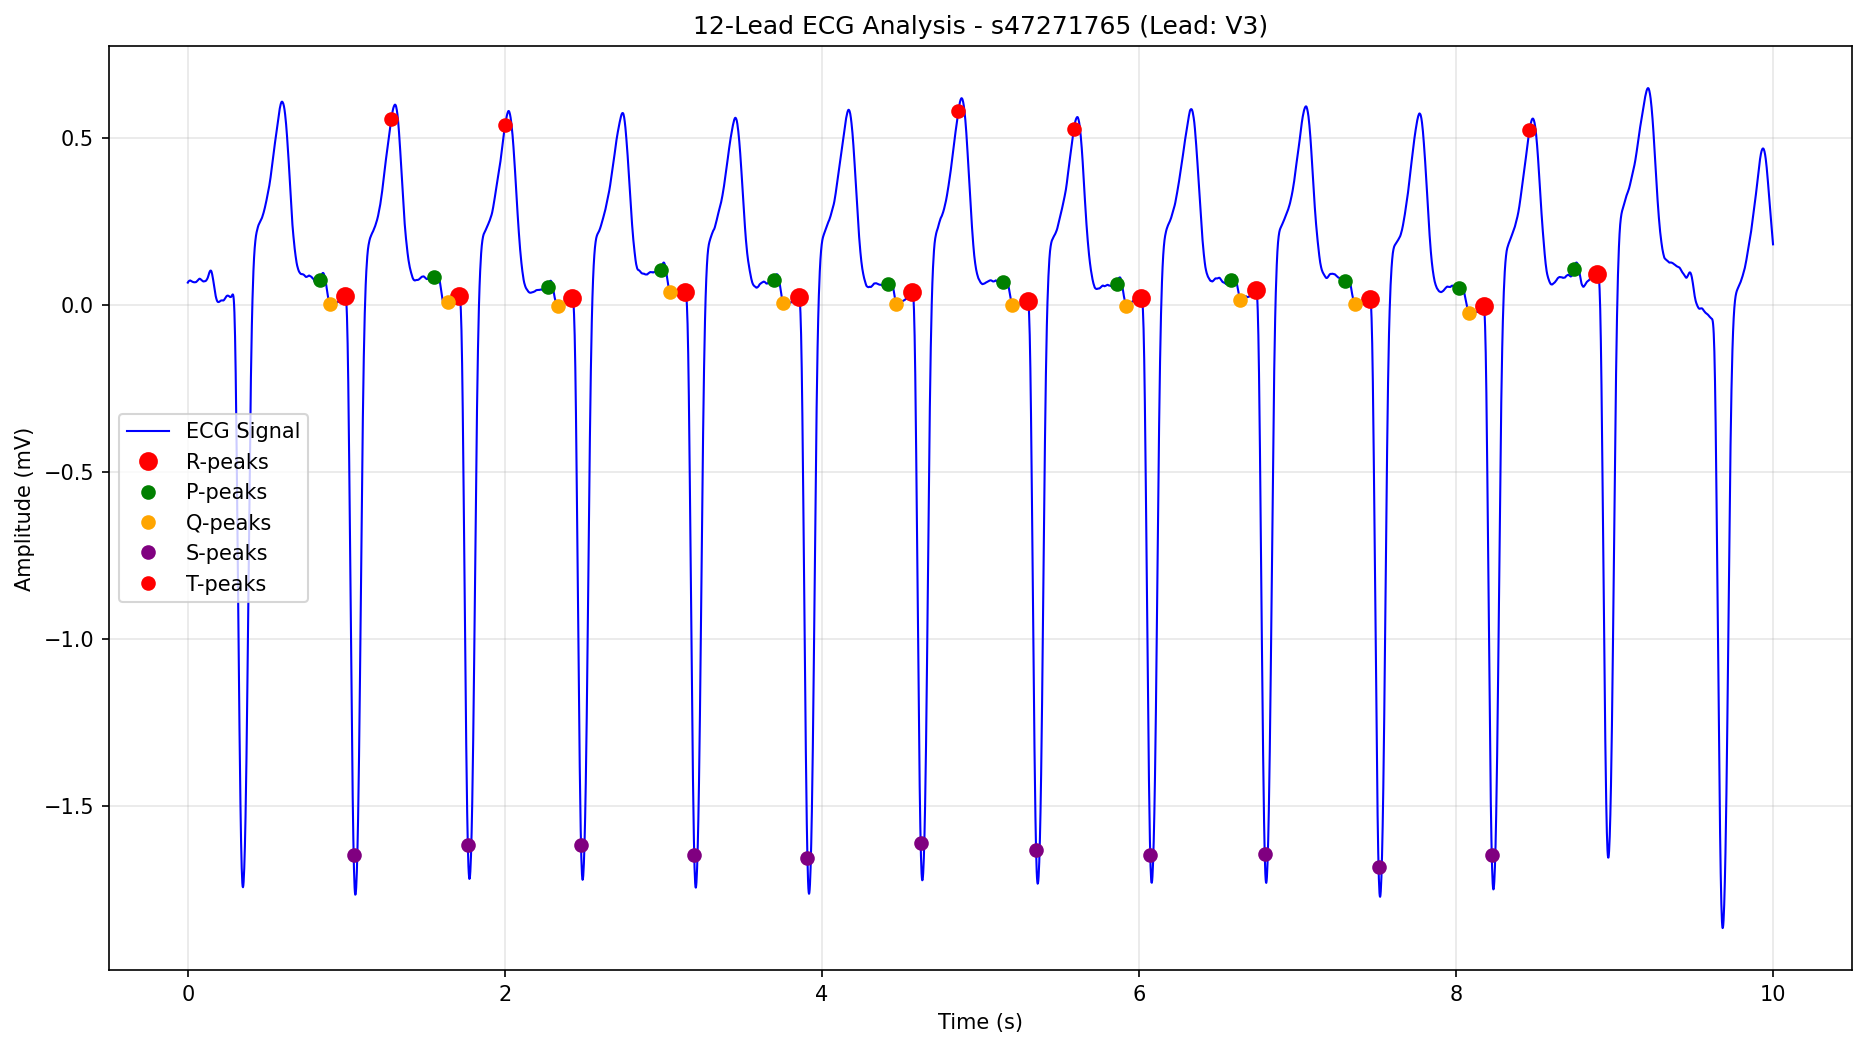 12-Lead ECG Analysis - s47271765 (Lead: V3)
Amplitude (mV)
0.5
0.0
−0.5
−1.0
−1.5
ECG Signal
R-peaks
P-peaks
Q-peaks
S-peaks
T-peaks
0 2 4 6 8 10
Time (s)